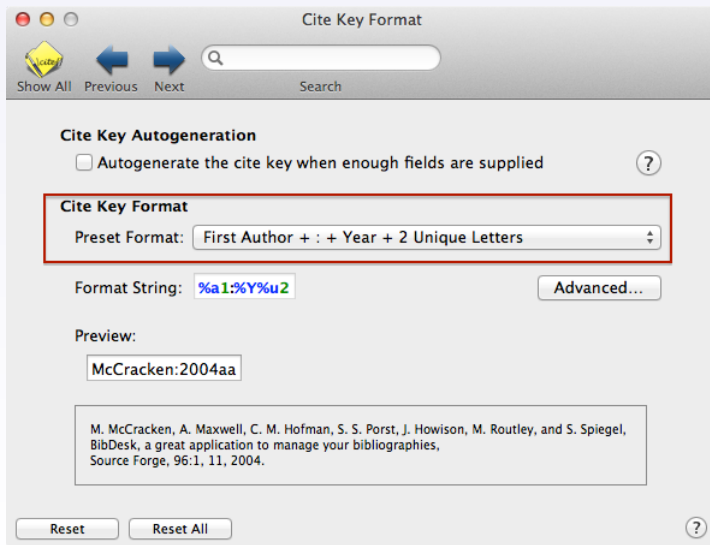 Cite Key Format
cite!
Show All Previous Next Search
Cite Key Autogeneration
Autogenerate the cite key when enough fields are supplied ?
Cite Key Format
Preset Format: First Author + : + Year + 2 Unique Letters
Format String: %a1:%Y%u2 Advanced...
Preview:
McCracken:2004aa
M. McCracken, A. Maxwell, C. M. Hofman, S. S. Porst, J. Howison, M. Routley, and S. Spiegel,
BibDesk, a great application to manage your bibliographies,
Source Forge, 96:1, 11, 2004.
Reset Reset All ?